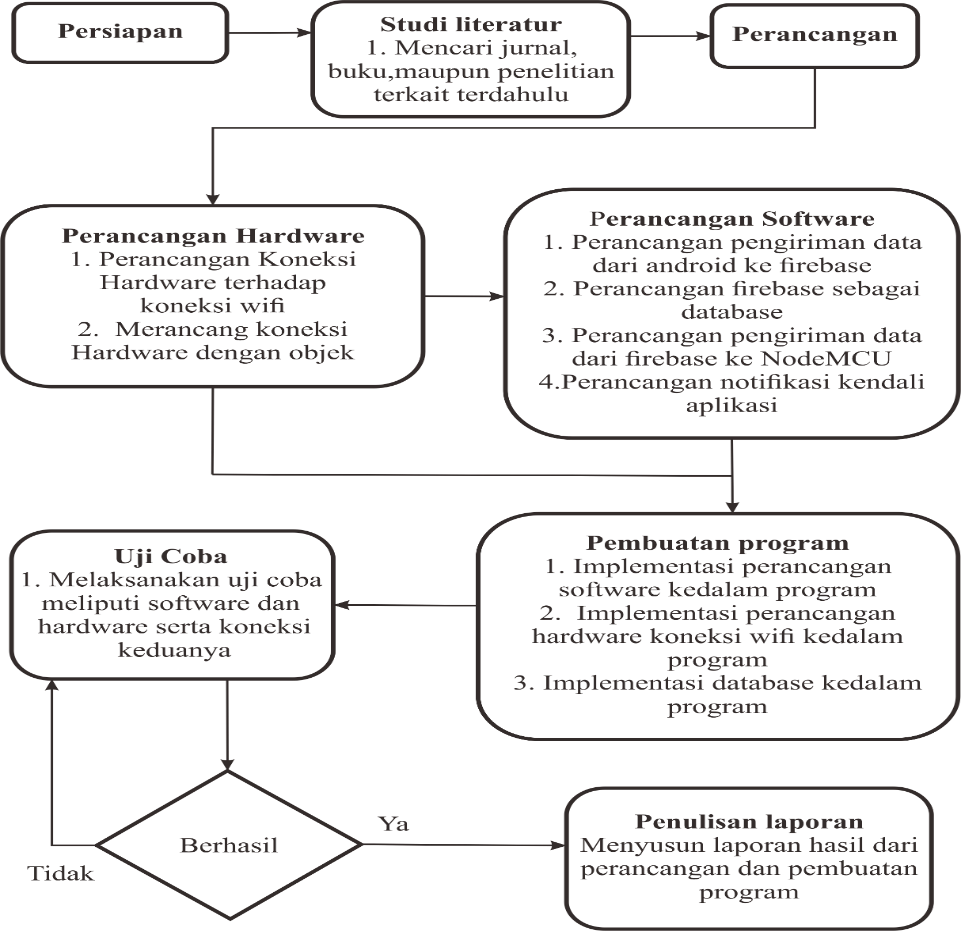 Persiapan
Studi literatur
1. Mencari jurnal,
buku,maupun penelitian
terkait terdahulu
Perancangan
Perancangan Hardware
1. Perancangan Koneksi
Hardware terhadap
koneksi wifi
2. Merancang koneksi
Hardware dengan objek
Perancangan Software
1. Perancangan pengiriman data
dari android ke firebase
2. Perancangan firebase sebagai
database
3. Perancangan pengiriman data
dari firebase ke NodeMCU
4.Perancangan notifikasi kendali
aplikasi
Pembuatan program
1. Implementasi perancangan
software kedalam program
2. Implementasi perancangan
hardware koneksi wifi kedalam
program
3. Implementasi database kedalam
program
Uji Coba
1. Melaksanakan uji coba
meliputi software dan
hardware serta koneksi
keduanya
Berhasil
Tidak
Ya
Penulisan laporan
Menyusun laporan hasil dari
perancangan dan pembuatan
program